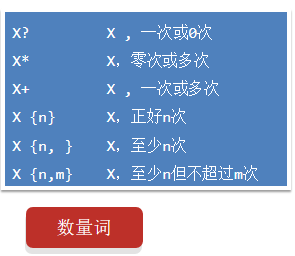 X? X , 一次或0次
X* X, 零次或多次
X+ X , 一次或多次
X {n} X, 正好n次
X {n, } X, 至少n次
X {n,m} X, 至少n但不超过m次
数量词